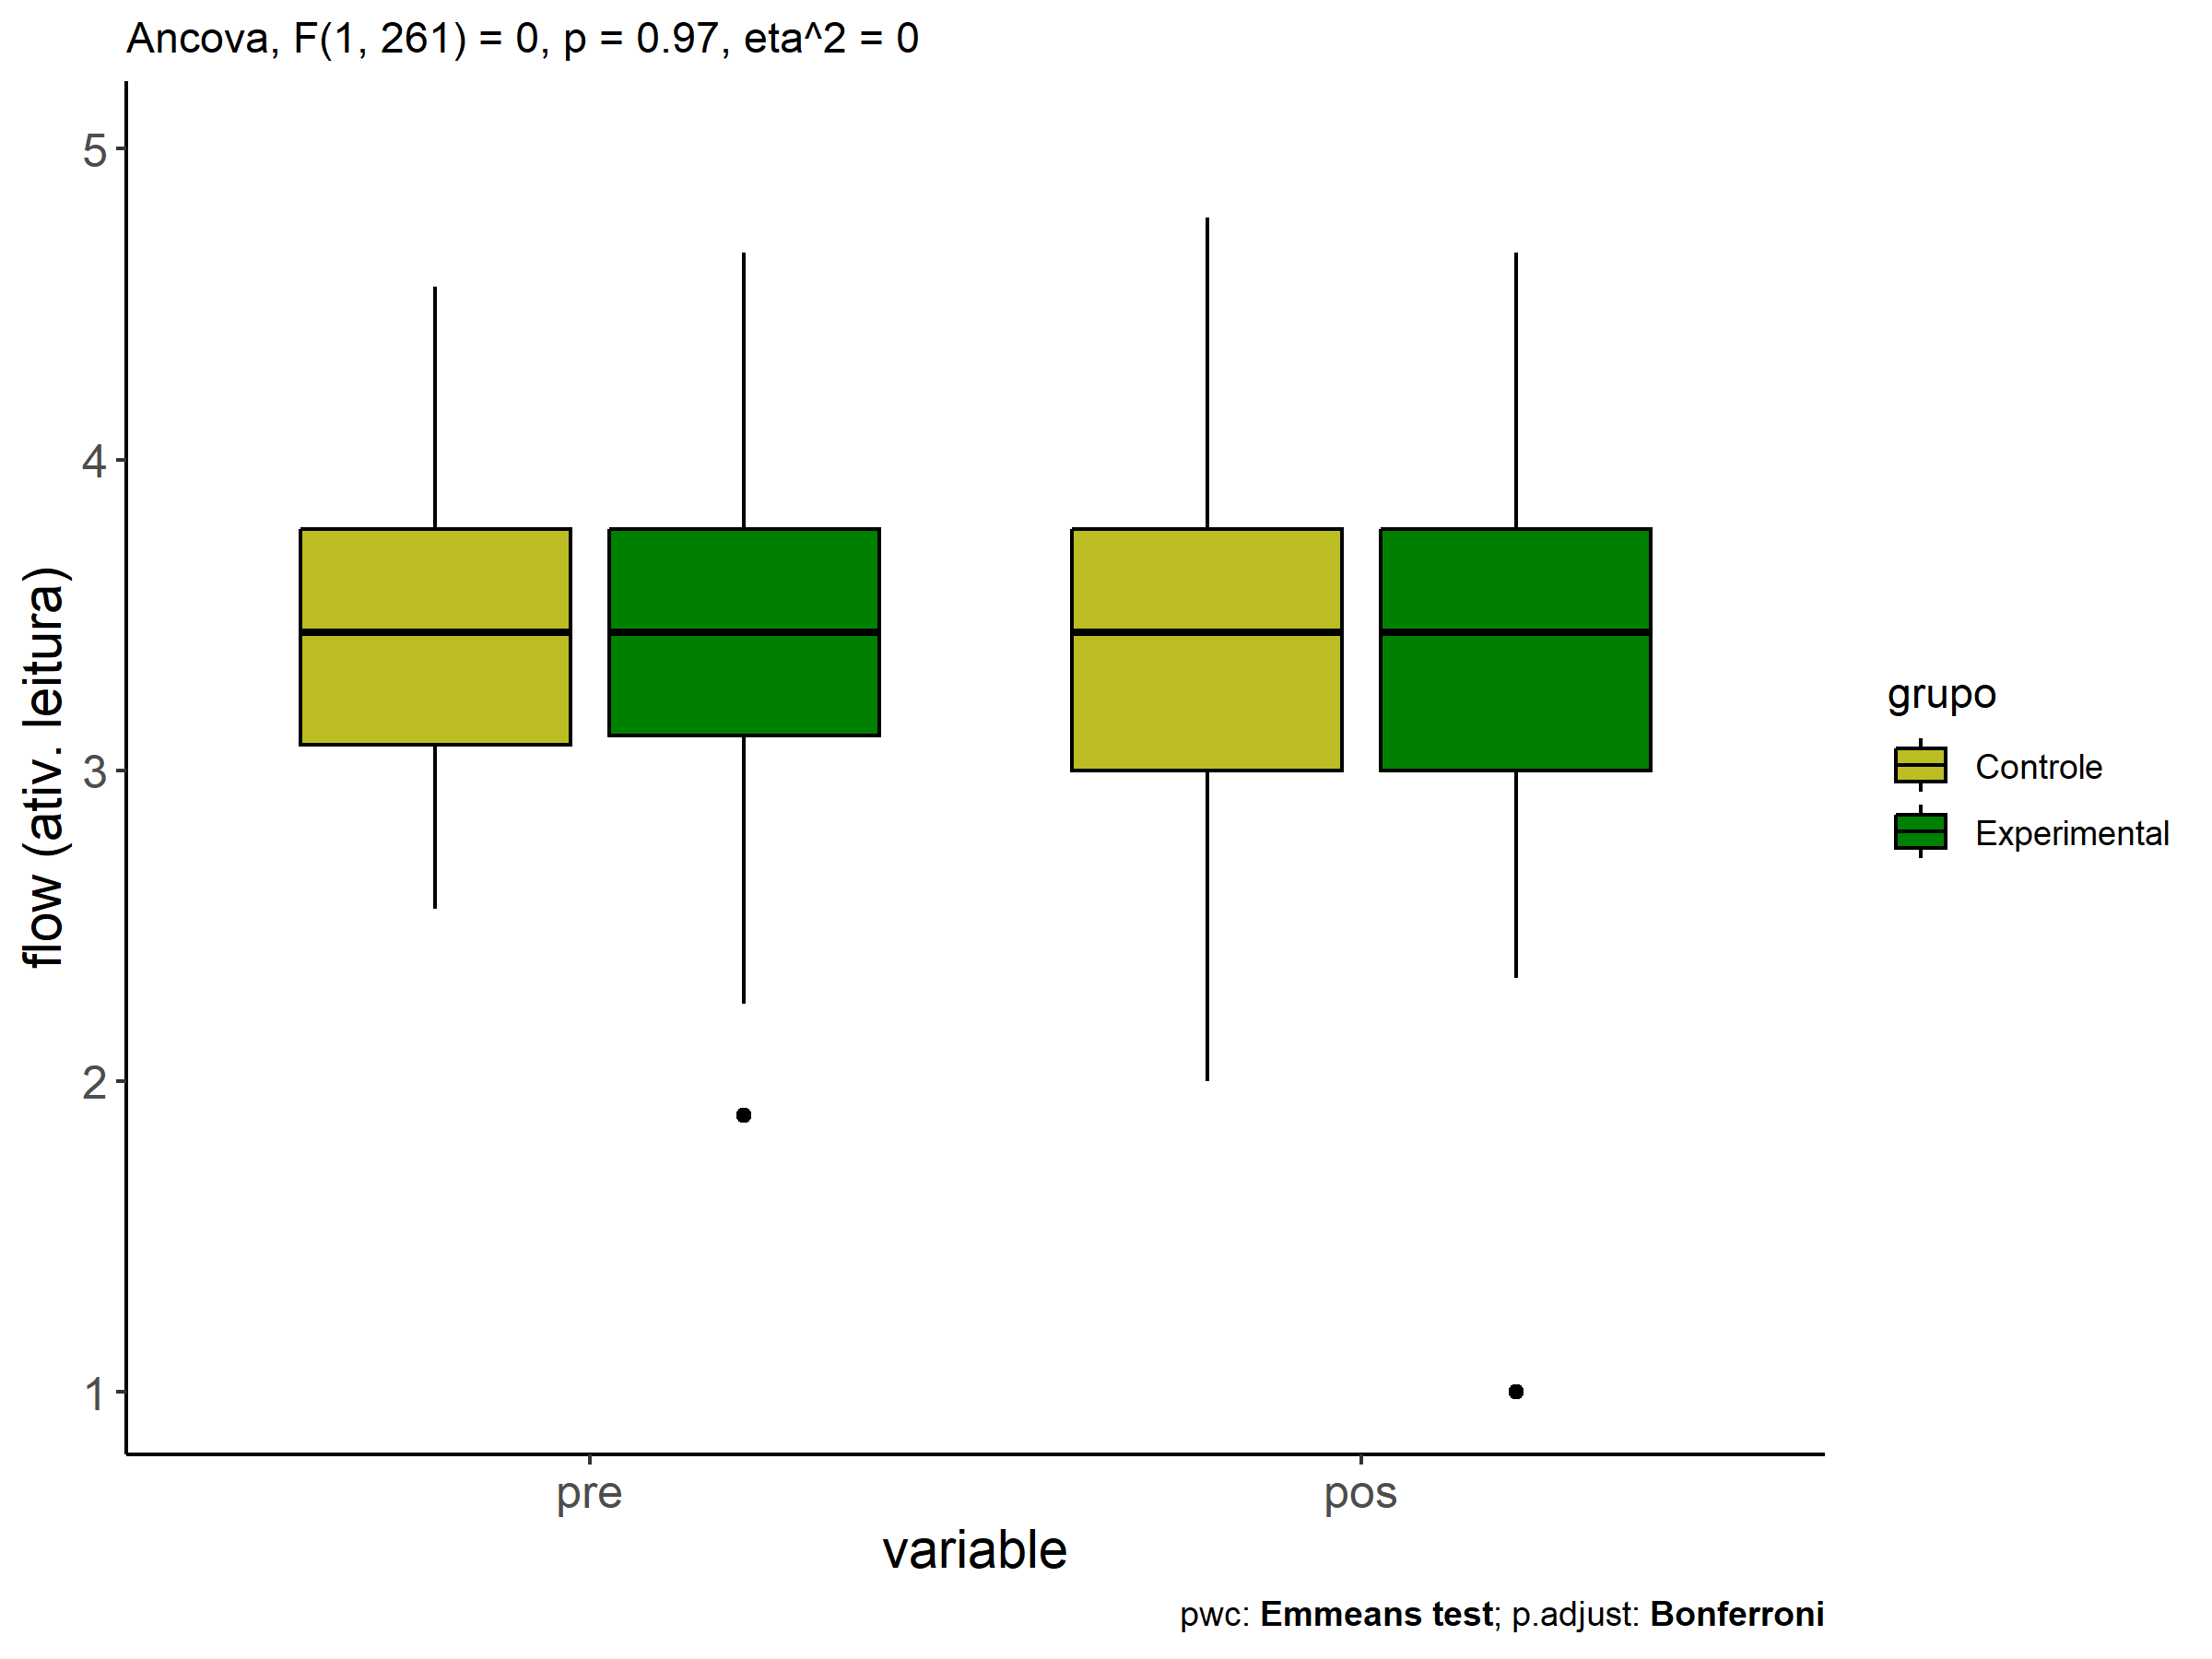 Ancova, F(1, 261) = 0, p = 0.97, eta^2 = 0
5
4
3
2
1
flow (ativ. leitura)
pre
pos
variable
grupo
Controle
Experimental
pwc: Emmeans test; p.adjust: Bonferroni